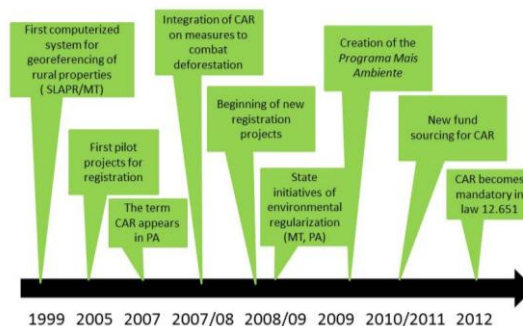 First computerized
system for
georeferencing of
rural properties
( SLAPR/MT)
First pilot
projects for
registration
The term
CAR appears
in PA
Integration of CAR
on measures to
combat
deforestation
Beginning of new
registration
projects
State
initiatives of
environmental
regularization
(MT, PA)
Creation of the
Programa Mais
Ambiente
New fund
sourcing for CAR
CAR becomes
mandatory in
law 12.651
1999 2005 2007 2007/08 2008/09 2009 2010/2011 2012